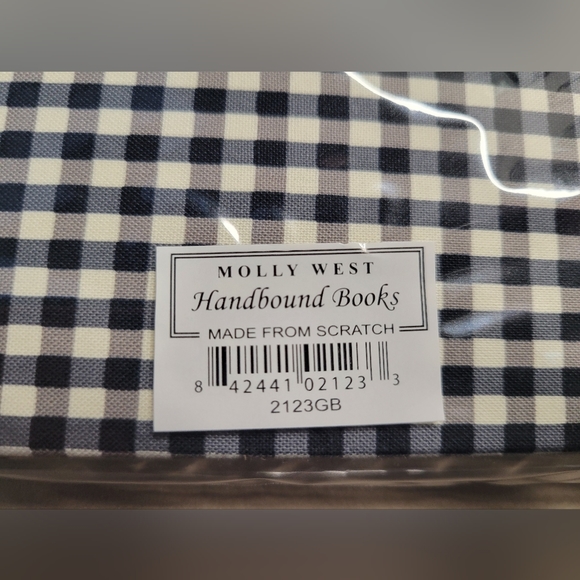 MOLLY WEST
Handbound Books
MADE FROM SCRATCH
8 42441 02123 3
2123GB